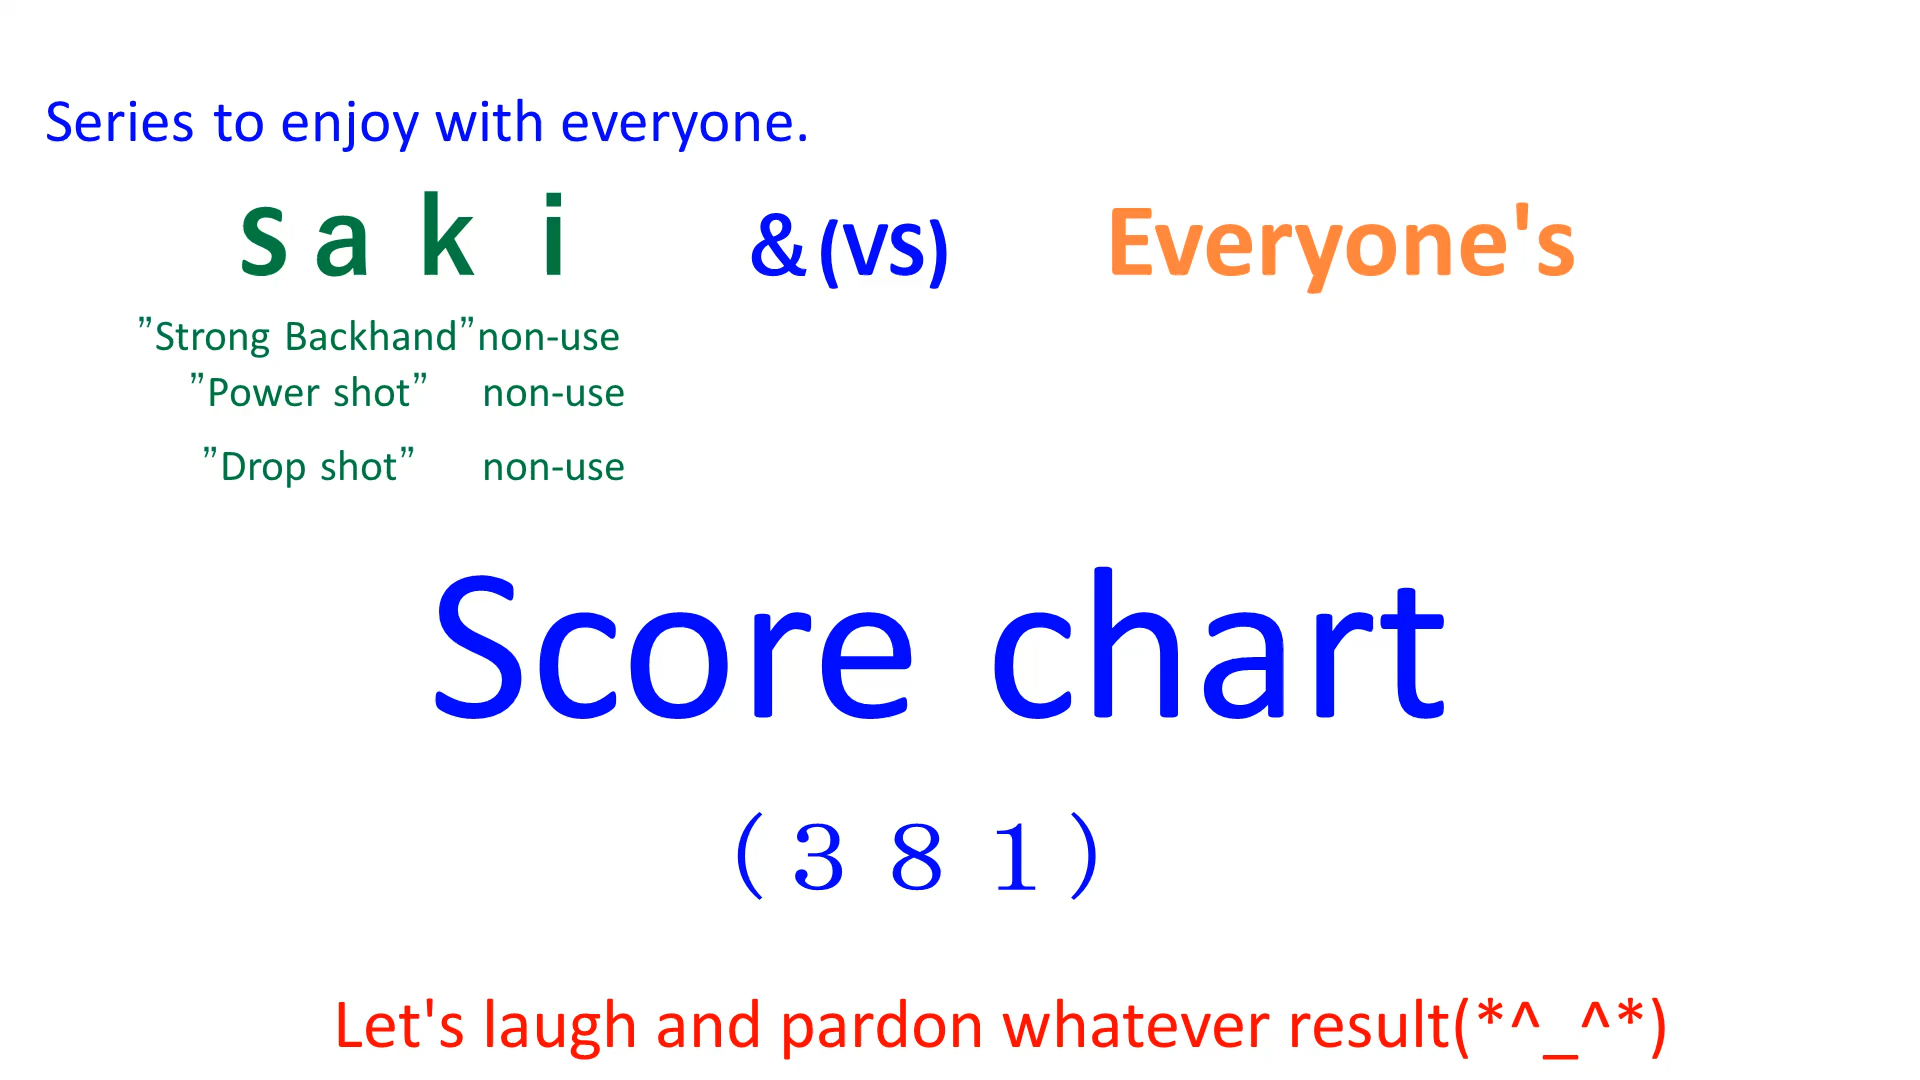 Series to enjoy with everyone.
saki &(VS) Everyone's
”Strong Backhand”non-use
”Power shot” non-use
”Drop shot” non-use
Score chart
(381)
Let's laugh and pardon whatever result(*^_^*)